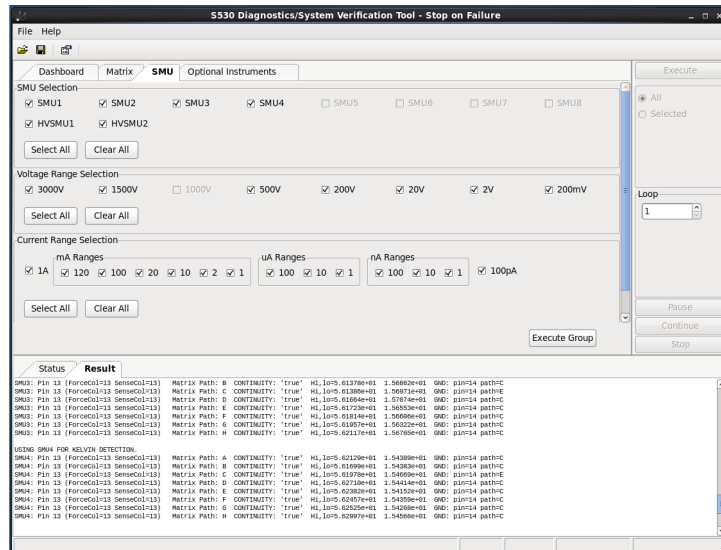 S530 Diagnostics/System Verification Tool - Stop on Failure
File Help
Dashboard Matrix SMU Optional Instruments
SMU Selection
SMU1 SMU2 SMU3 SMU4 SMU5 SMU6 SMU7 SMU8
HVSMU1 HVSMU2
Select All Clear All
Voltage Range Selection
3000V 1500V 1000V 500V 200V 20V 2V 200mV
Select All Clear All
Current Range Selection
mA Ranges uA Ranges nA Ranges
1A 120 100 20 10 2 1 100 10 1 100 10 1 100pA
Select All Clear All
Execute Group
Execute
All
Selected
Loop
1
Pause
Continue
Stop
Status Result
SMU3: Pin 13 (ForceCol=13 SenseCol=13) Matrix Path: B CONTINUITY: 'true' Hi,lo=5.61378e+01 1.56862e+01 GND: pin=14 path=C
SMU3: Pin 13 (ForceCol=13 SenseCol=13) Matrix Path: C CONTINUITY: 'true' Hi,lo=5.61386e+01 1.56971e+01 GND: pin=14 path=E
SMU3: Pin 13 (ForceCol=13 SenseCol=13) Matrix Path: D CONTINUITY: 'true' Hi,lo=5.61664e+01 1.57074e+01 GND: pin=14 path=C
SMU3: Pin 13 (ForceCol=13 SenseCol=13) Matrix Path: E CONTINUITY: 'true' Hi,lo=5.61723e+01 1.56553e+01 GND: pin=14 path=C
SMU3: Pin 13 (ForceCol=13 SenseCol=13) Matrix Path: F CONTINUITY: 'true' Hi,lo=5.61814e+01 1.56606e+01 GND: pin=14 path=C
SMU3: Pin 13 (ForceCol=13 SenseCol=13) Matrix Path: G CONTINUITY: 'true' Hi,lo=5.61957e+01 1.56322e+01 GND: pin=14 path=C
SMU3: Pin 13 (ForceCol=13 SenseCol=13) Matrix Path: H CONTINUITY: 'true' Hi,lo=5.62117e+01 1.56765e+01 GND: pin=14 path=C
USING SMU4 FOR KELVIN DETECTION.
SMU4: Pin 13 (ForceCol=13 SenseCol=13) Matrix Path: A CONTINUITY: 'true' Hi,lo=5.62129e+01 1.54389e+01 GND: pin=14 path=C
SMU4: Pin 13 (ForceCol=13 SenseCol=13) Matrix Path: B CONTINUITY: 'true' Hi,lo=5.61699e+01 1.54383e+01 GND: pin=14 path=C
SMU4: Pin 13 (ForceCol=13 SenseCol=13) Matrix Path: C CONTINUITY: 'true' Hi,lo=5.61978e+01 1.54669e+01 GND: pin=14 path=E
SMU4: Pin 13 (ForceCol=13 SenseCol=13) Matrix Path: D CONTINUITY: 'true' Hi,lo=5.62710e+01 1.54414e+01 GND: pin=14 path=C
SMU4: Pin 13 (ForceCol=13 SenseCol=13) Matrix Path: E CONTINUITY: 'true' Hi,lo=5.62382e+01 1.54152e+01 GND: pin=14 path=C
SMU4: Pin 13 (ForceCol=13 SenseCol=13) Matrix Path: F CONTINUITY: 'true' Hi,lo=5.62457e+01 1.54359e+01 GND: pin=14 path=C
SMU4: Pin 13 (ForceCol=13 SenseCol=13) Matrix Path: G CONTINUITY: 'true' Hi,lo=5.62525e+01 1.54268e+01 GND: pin=14 path=C
SMU4: Pin 13 (ForceCol=13 SenseCol=13) Matrix Path: H CONTINUITY: 'true' Hi,lo=5.62997e+01 1.54566e+01 GND: pin=14 path=C